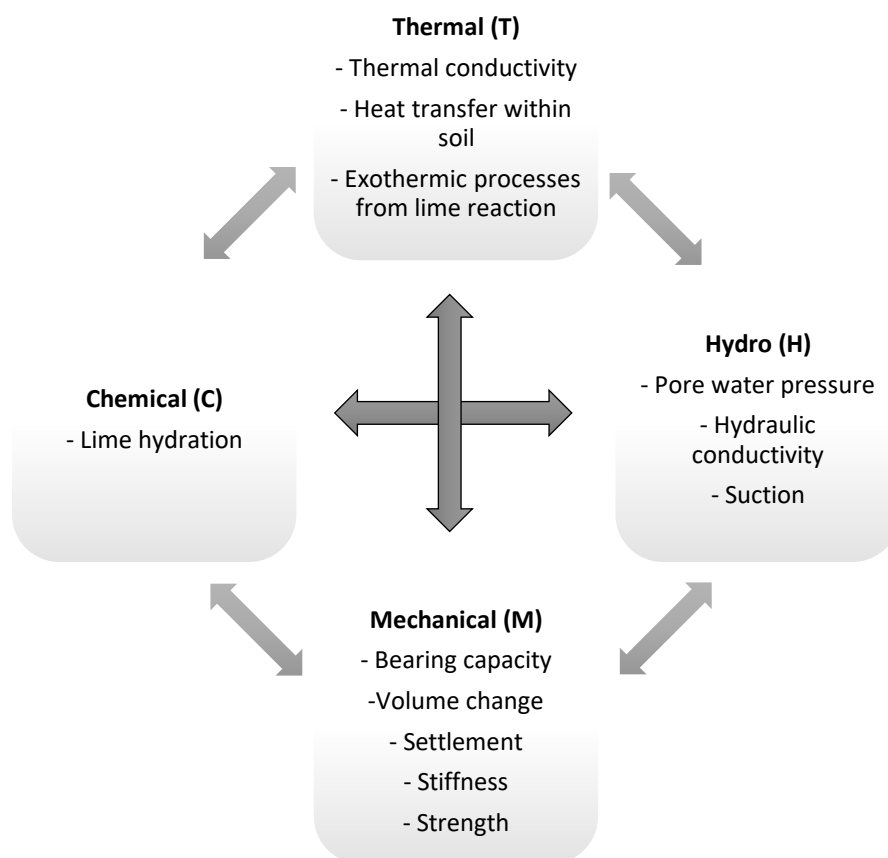 Thermal (T)
- Thermal conductivity
- Heat transfer within
soil
- Exothermic processes
from lime reaction
Chemical (C)
- Lime hydration
Hydro (H)
- Pore water pressure
- Hydraulic
conductivity
- Suction
Mechanical (M)
- Bearing capacity
-Volume change
- Settlement
- Stiffness
- Strength